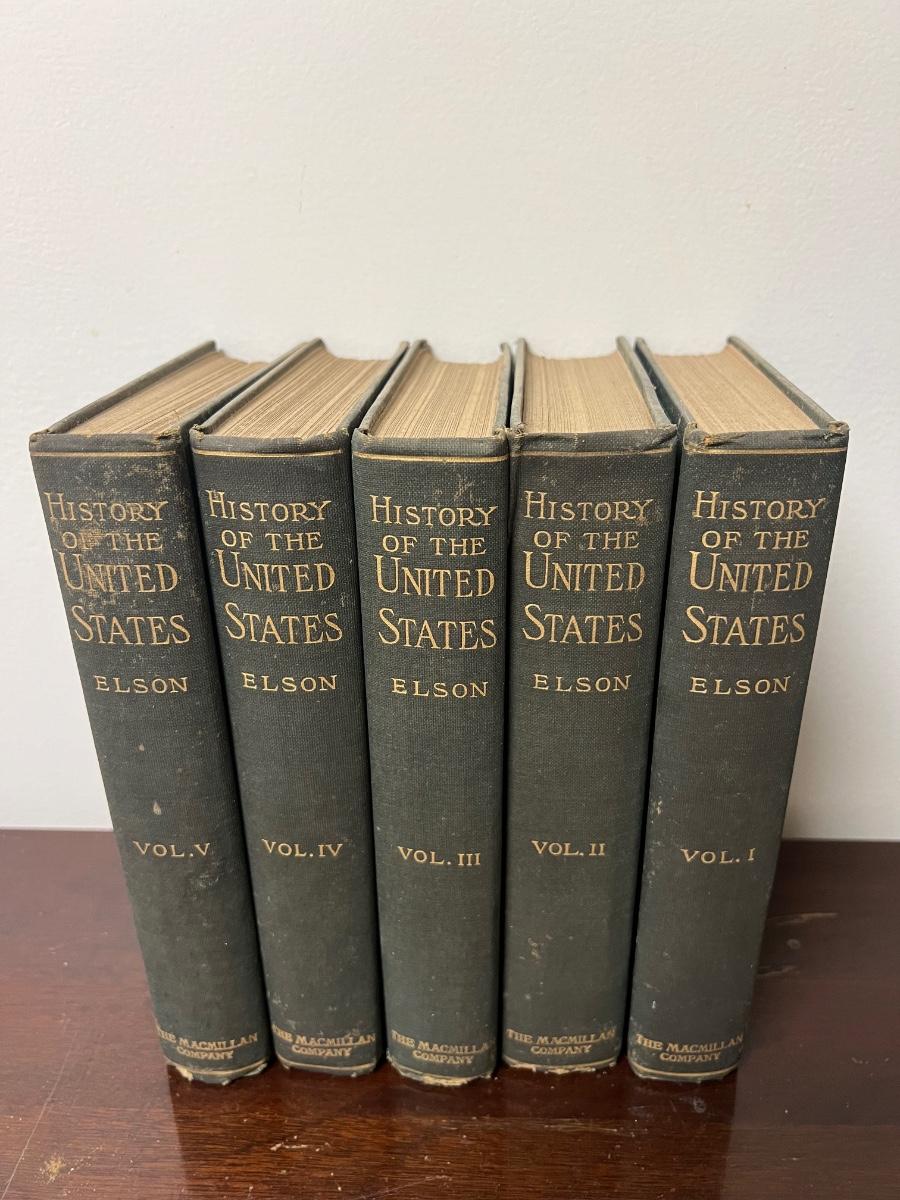 HISTORY
OF THE
UNITED
STATES
ELSON
VOL. V
THE MACMILLAN
COMPANY
HISTORY
OF THE
UNITED
STATES
ELSON
VOL. IV
THE MACMILLAN
COMPANY
HISTORY
OF THE
UNITED
STATES
ELSON
VOL. III
THE MACMILLAN
COMPANY
HISTORY
OF THE
UNITED
STATES
ELSON
VOL. II
THE MACMILLAN
COMPANY
HISTORY
OF THE
UNITED
STATES
ELSON
VOL. I
THE MACMILLAN
COMPANY